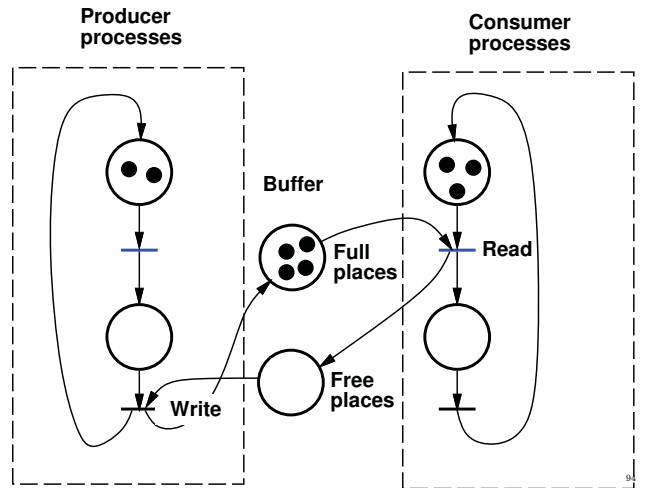 Producer
processes
Consumer
processes
Buffer
Full
places
Read
Free
places
Write